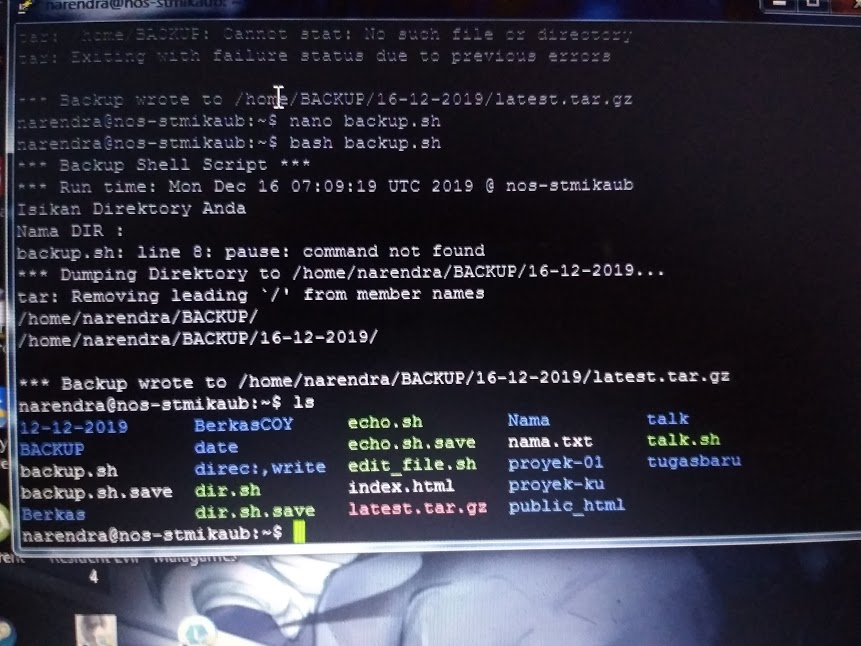 narendra@nos-stmikaub: ~
tar: /home/BACKUP: Cannot stat: No such file or directory
tar: Exiting with failure status due to previous errors
*** Backup wrote to /home/BACKUP/16-12-2019/latest.tar.gz
narendra@nos-stmikaub:~$ nano backup.sh
narendra@nos-stmikaub:~$ bash backup.sh
*** Backup Shell Script ***
*** Run time: Mon Dec 16 07:09:19 UTC 2019 @ nos-stmikaub
Isikan Direktory Anda
Nama DIR :
backup.sh: line 8: pause: command not found
*** Dumping Direktory to /home/narendra/BACKUP/16-12-2019...
tar: Removing leading `/' from member names
/home/narendra/BACKUP/
/home/narendra/BACKUP/16-12-2019/
*** Backup wrote to /home/narendra/BACKUP/16-12-2019/latest.tar.gz
narendra@nos-stmikaub:~$ ls
12-12-2019 BerkasCOY echo.sh Nama talk
BACKUP date echo.sh.save nama.txt talk.sh
backup.sh direc:,write edit_file.sh proyek-01 tugasbaru
backup.sh.save dir.sh index.html proyek-ku
Berkas dir.sh.save latest.tar.gz public_html
narendra@nos-stmikaub:~$
4